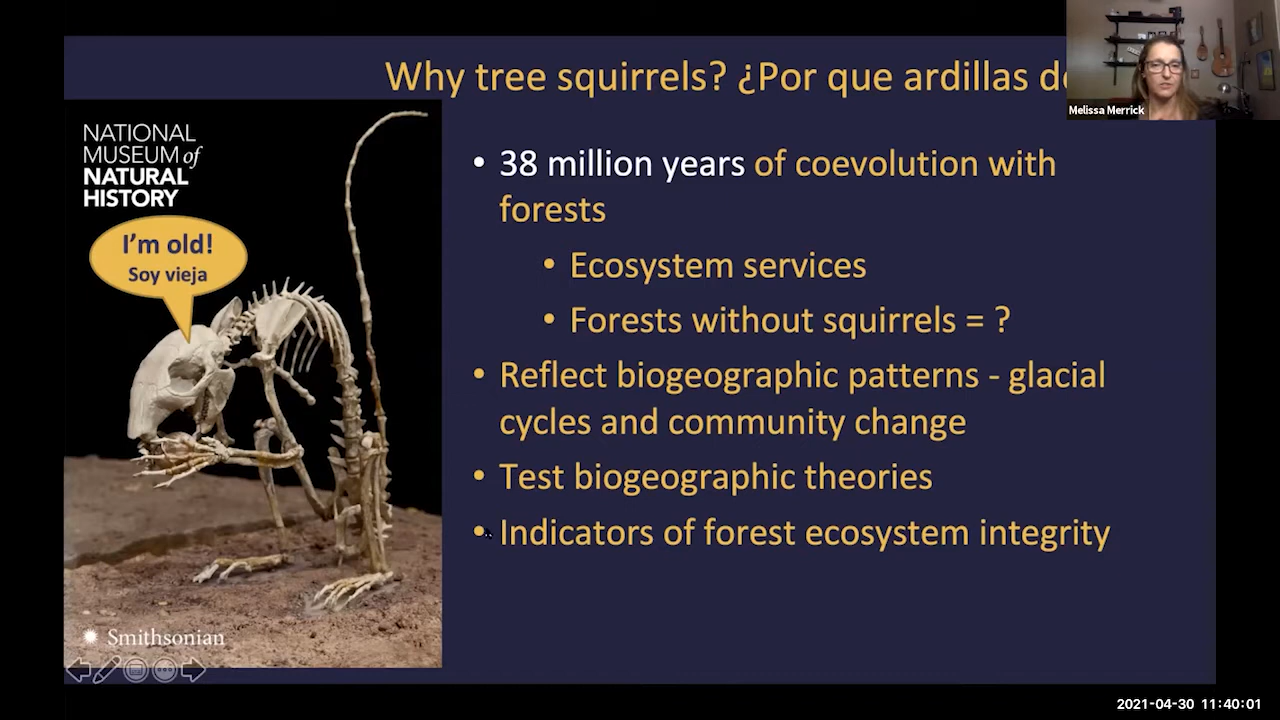 Why tree squirrels? ¿Por que ardillas de
Melissa Merrick
NATIONAL
MUSEUM of
NATURAL
HISTORY
I'm old!
Soy vieja
• 38 million years of coevolution with
forests
• Ecosystem services
• Forests without squirrels = ?
• Reflect biogeographic patterns - glacial
cycles and community change
• Test biogeographic theories
• Indicators of forest ecosystem integrity
Smithsonian
2021-04-30 11:40:01